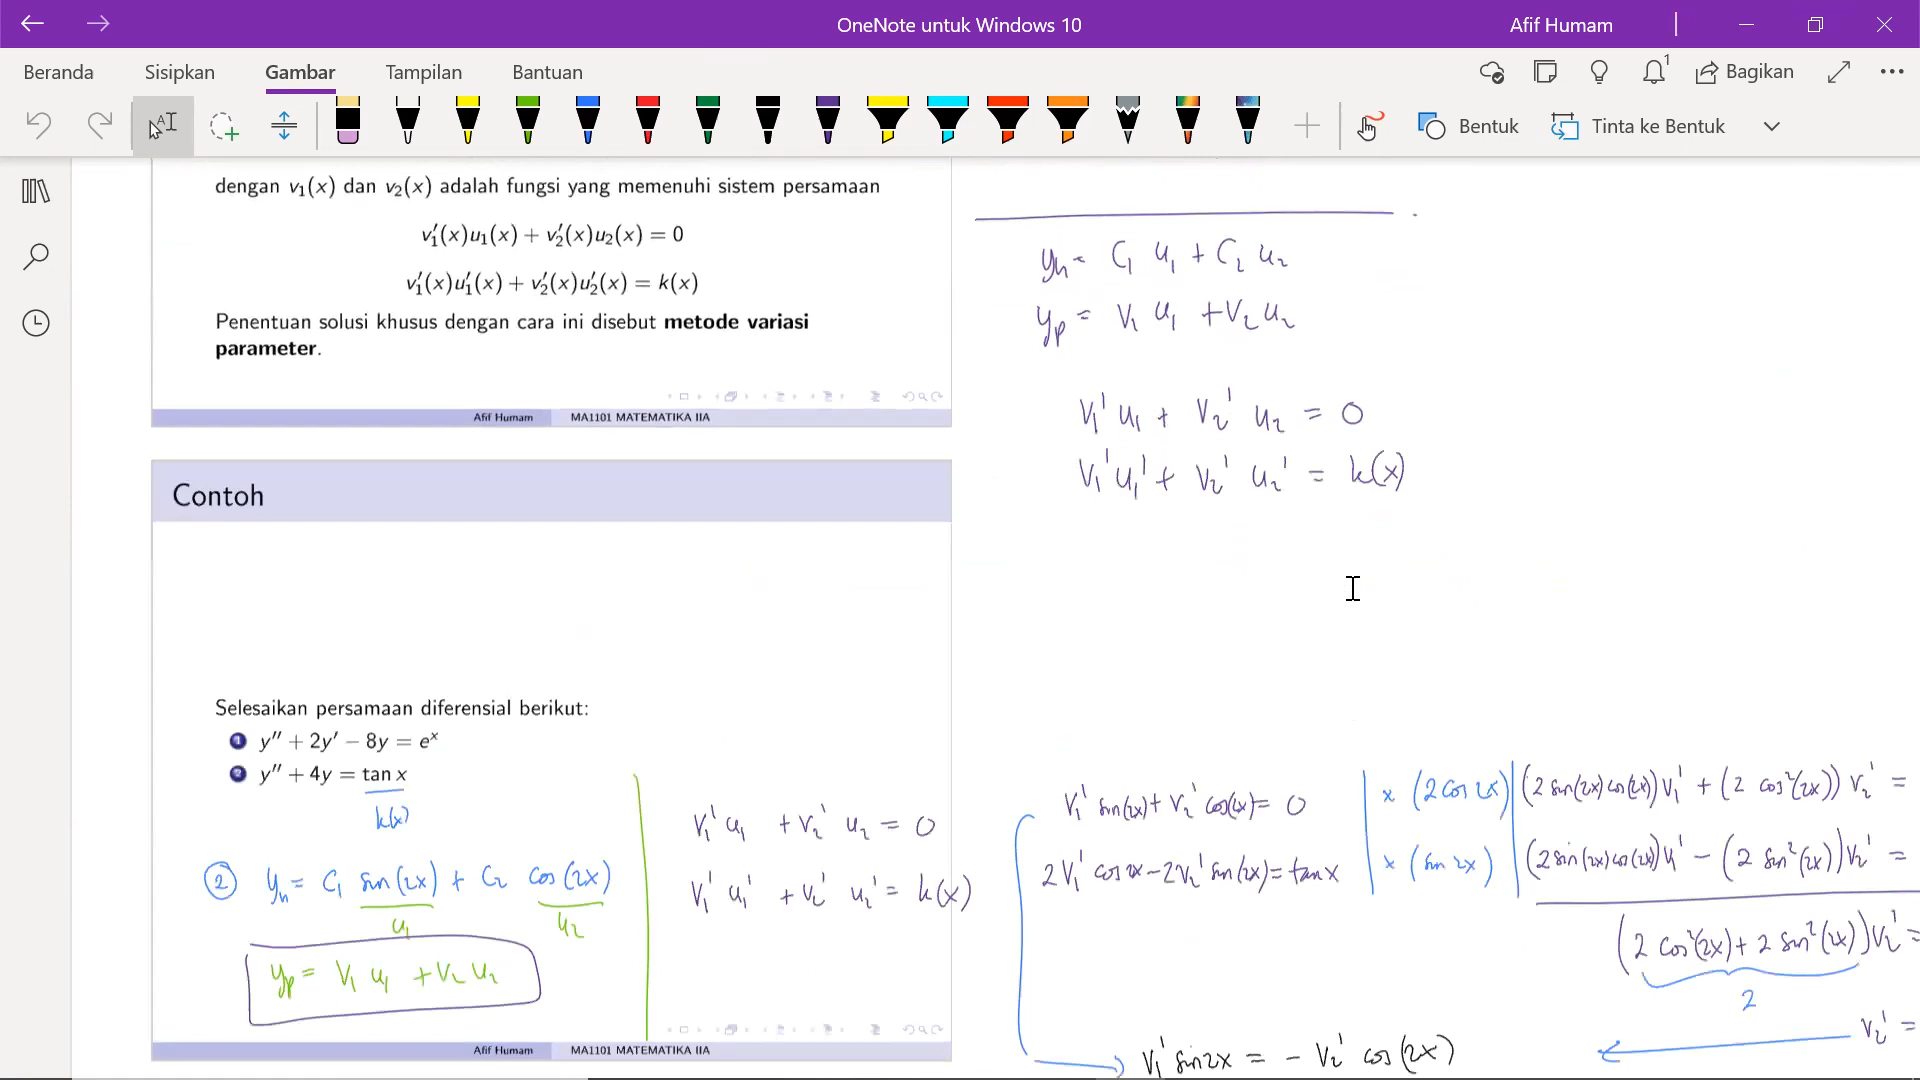 OneNote untuk Windows 10
Afif Humam
Beranda Sisipkan Gambar Tampilan Bantuan
1
Bagikan
Bentuk
Tinta ke Bentuk
dengan v₁(x) dan v₂(x) adalah fungsi yang memenuhi sistem persamaan
v₁′(x)u₁(x) + v₂′(x)u₂(x) = 0
v₁′(x)u₁′(x) + v₂′(x)u₂′(x) = k(x)
Penentuan solusi khusus dengan cara ini disebut metode variasi
parameter.
Afif Humam MA1101 MATEMATIKA IIA
yh = C₁ u₁ + C₂ u₂
yp = V₁ u₁ + V₂ u₂
V₁' u₁ + V₂' u₂ = 0
V₁' u₁' + V₂' u₂' = k(x)
Contoh
Selesaikan persamaan diferensial berikut:
1 y″ + 2y′ − 8y = eˣ
2 y″ + 4y = tan x
k(x)
② yh = C₁ sin(2x) + C₂ cos(2x)
u₁ u₂
yp = V₁ u₁ + V₂ u₂
V₁' u₁ + V₂' u₂ = 0
V₁' u₁' + V₂' u₂' = k(x)
Afif Humam MA1101 MATEMATIKA IIA
V₁' sin(2x) + V₂' cos(2x) = 0 | × (2 cos 2x) | (2 sin(2x) cos(2x)) V₁' + (2 cos²(2x)) V₂' =
2V₁' cos 2x − 2V₂' sin(2x) = tan x | × (sin 2x) | (2 sin(2x) cos(2x)) V₁' − (2 sin²(2x)) V₂' =
(2 cos²(2x) + 2 sin²(2x)) V₂' =
2
V₂' =
V₁' sin 2x = − V₂' cos(2x)